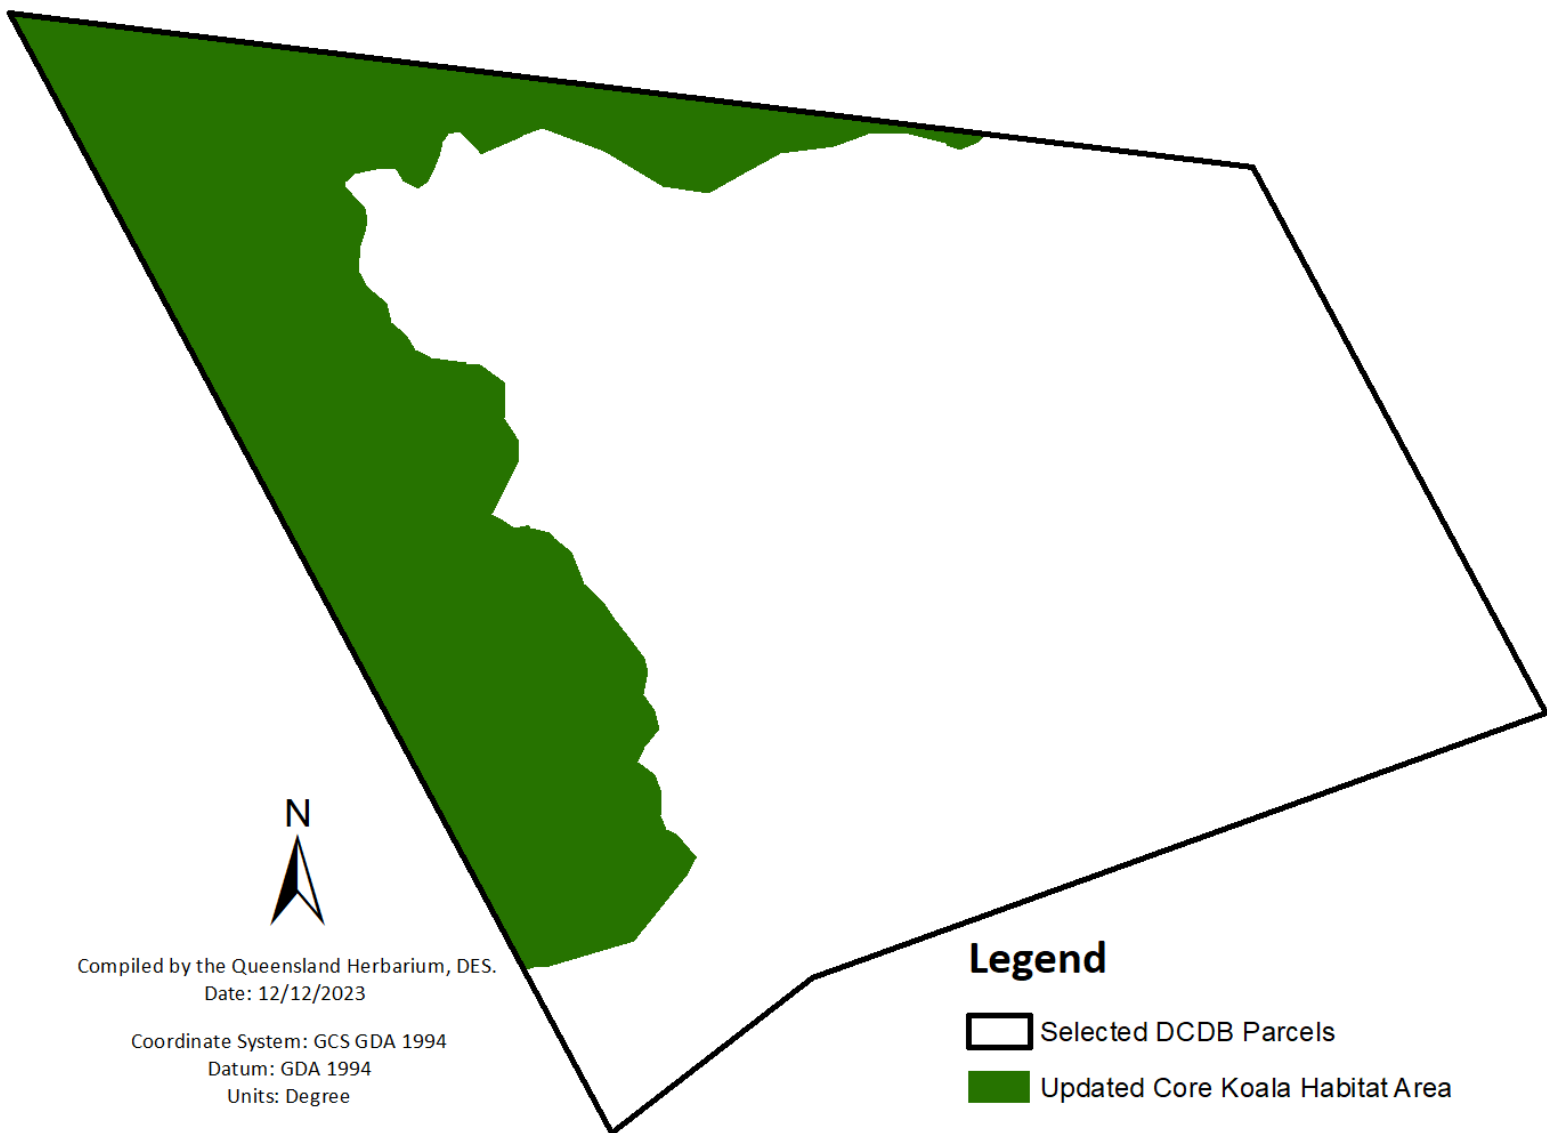 N
Compiled by the Queensland Herbarium, DES.
Date: 12/12/2023
Coordinate System: GCS GDA 1994
Datum: GDA 1994
Units: Degree
Legend
Selected DCDB Parcels
Updated Core Koala Habitat Area